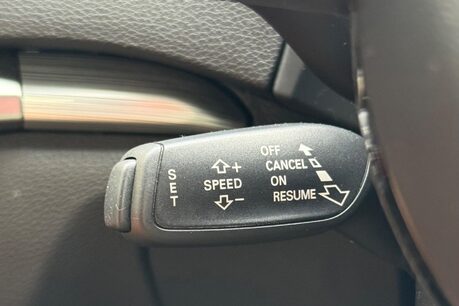 SET
+
SPEED
-
OFF
CANCEL
ON
RESUME